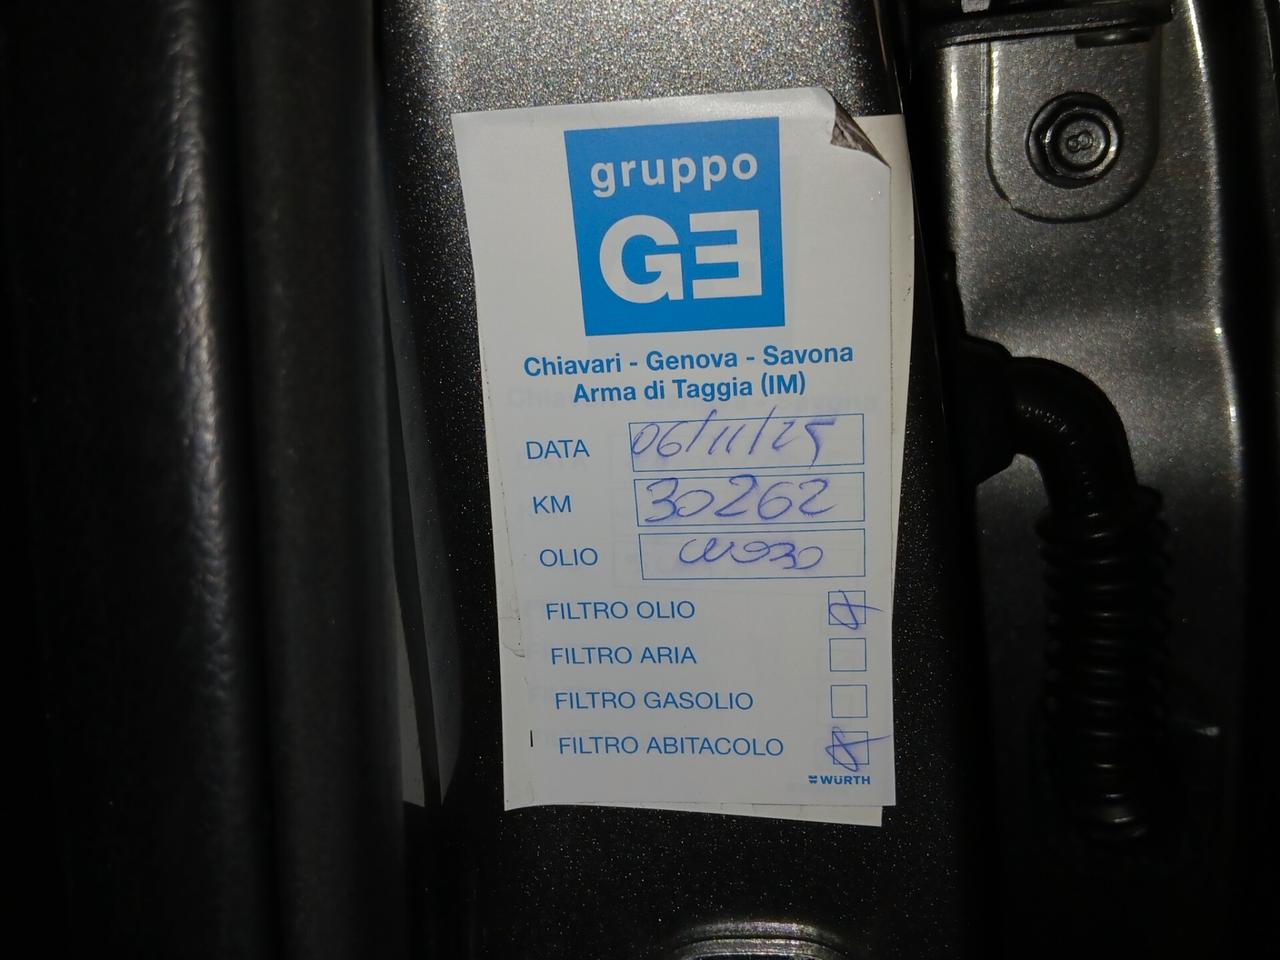 gruppo
GE
Chiavari - Genova - Savona
Arma di Taggia (IM)
DATA 06/11/25
KM 30262
OLIO
FILTRO OLIO
FILTRO ARIA
FILTRO GASOLIO
FILTRO ABITACOLO
WÜRTH
8